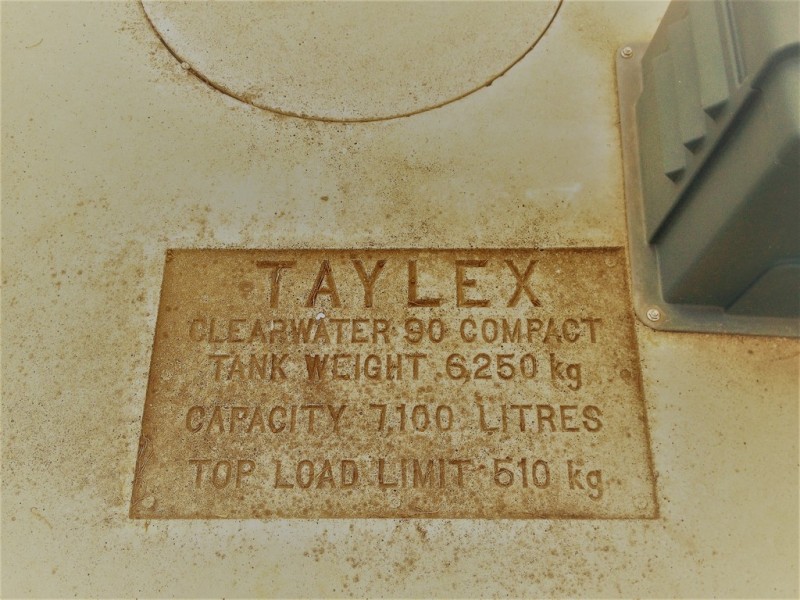 TAYLEX
CLEARWATER 90 COMPACT
TANK WEIGHT 6,250 kg
CAPACITY 7,100 LITRES
TOP LOAD LIMIT 510 kg